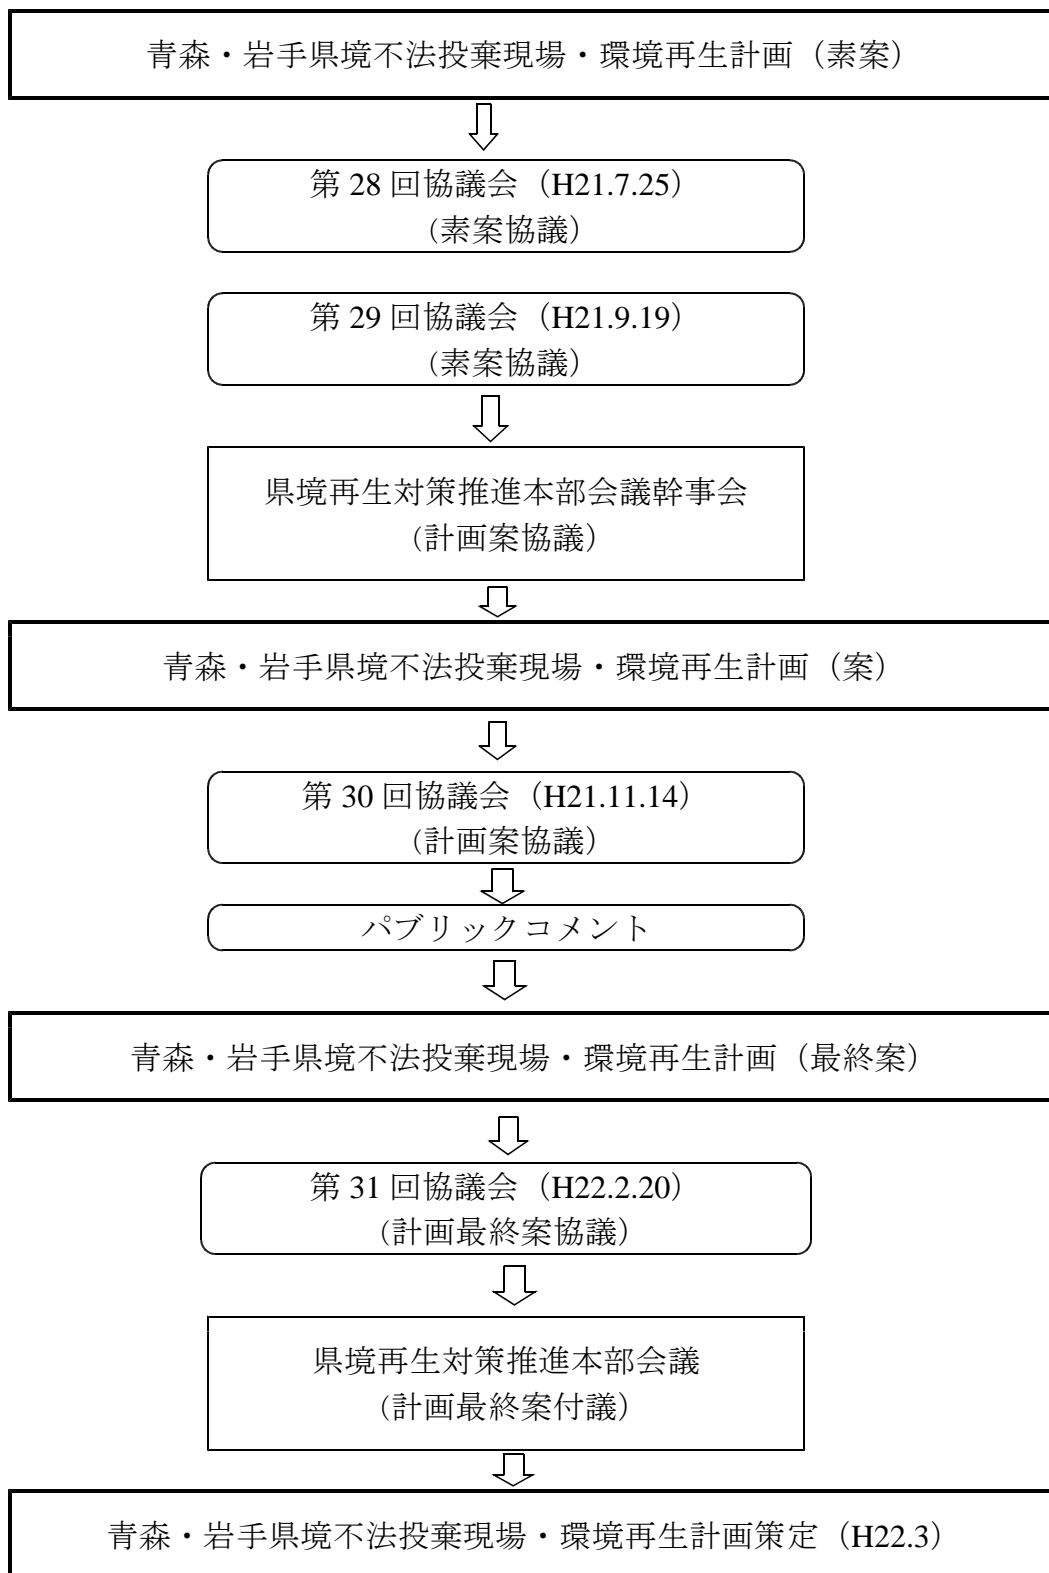 青森・岩手県境不法投棄現場・環境再生計画（素案）
第 28 回協議会（H21.7.25）
（素案協議）
第 29 回協議会（H21.9.19）
（素案協議）
県境再生対策推進本部会議幹事会
（計画案協議）
青森・岩手県境不法投棄現場・環境再生計画（案）
第 30 回協議会（H21.11.14）
（計画案協議）
パブリックコメント
青森・岩手県境不法投棄現場・環境再生計画（最終案）
第 31 回協議会（H22.2.20）
（計画最終案協議）
県境再生対策推進本部会議
（計画最終案付議）
青森・岩手県境不法投棄現場・環境再生計画策定（H22.3）